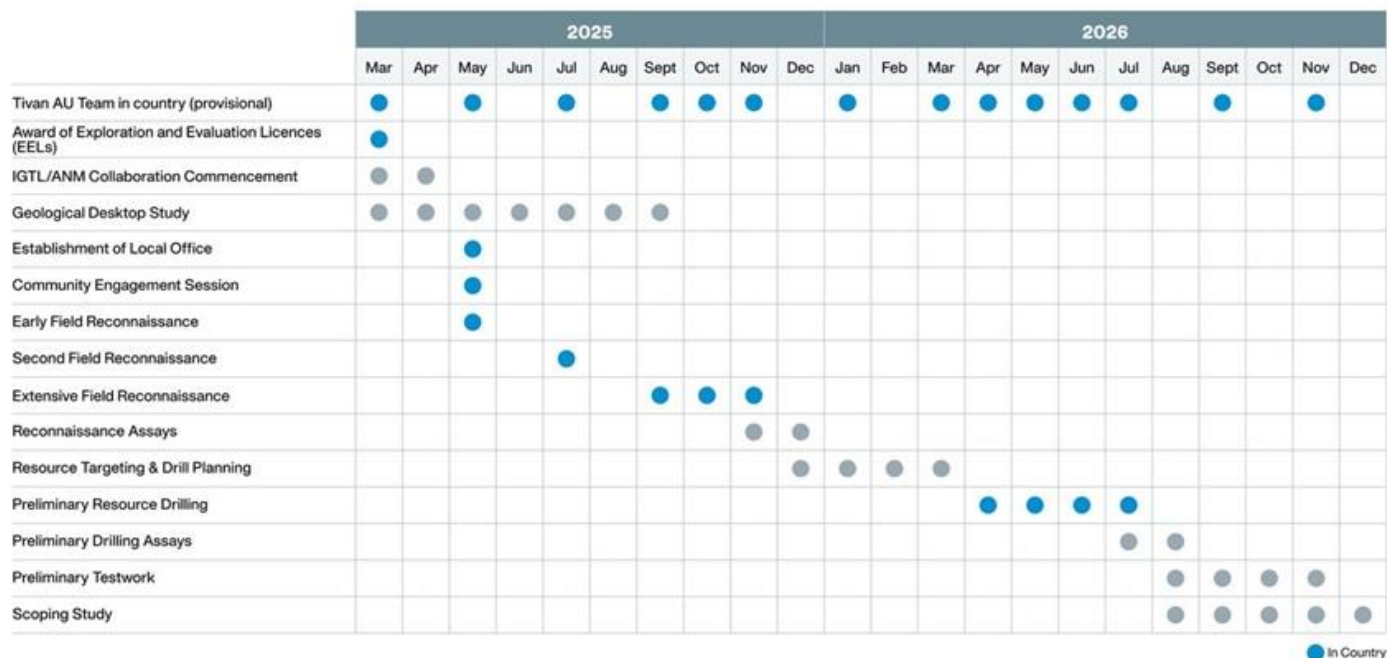 2025 2026
Mar Apr May Jun Jul Aug Sept Oct Nov Dec Jan Feb Mar Apr May Jun Jul Aug Sept Oct Nov Dec
Tivan AU Team in country (provisional)
Award of Exploration and Evaluation Licences
(EELs)
IGTL/ANM Collaboration Commencement
Geological Desktop Study
Establishment of Local Office
Community Engagement Session
Early Field Reconnaissance
Second Field Reconnaissance
Extensive Field Reconnaissance
Reconnaissance Assays
Resource Targeting & Drill Planning
Preliminary Resource Drilling
Preliminary Drilling Assays
Preliminary Testwork
Scoping Study
In Country